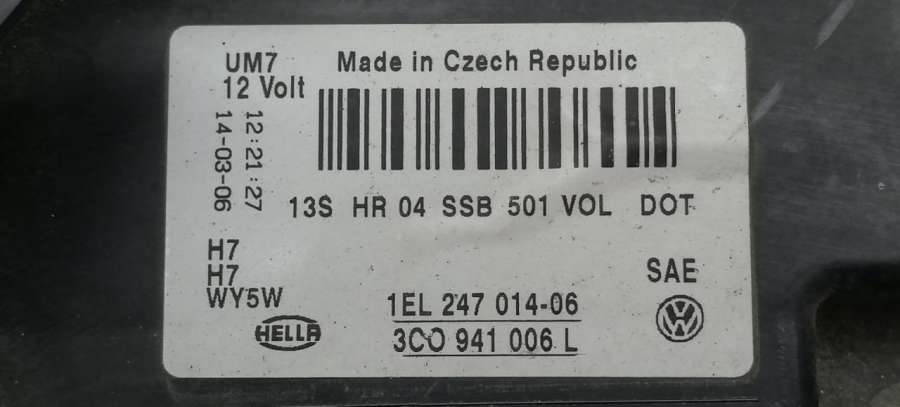 UM7 Made in Czech Republic
12 Volt
12:21:27
14-03-06
13S HR 04 SSB 501 VOL DOT
H7
H7
WY5W
SAE
HELLA
1EL 247 014-06
3C0 941 006 L
VW